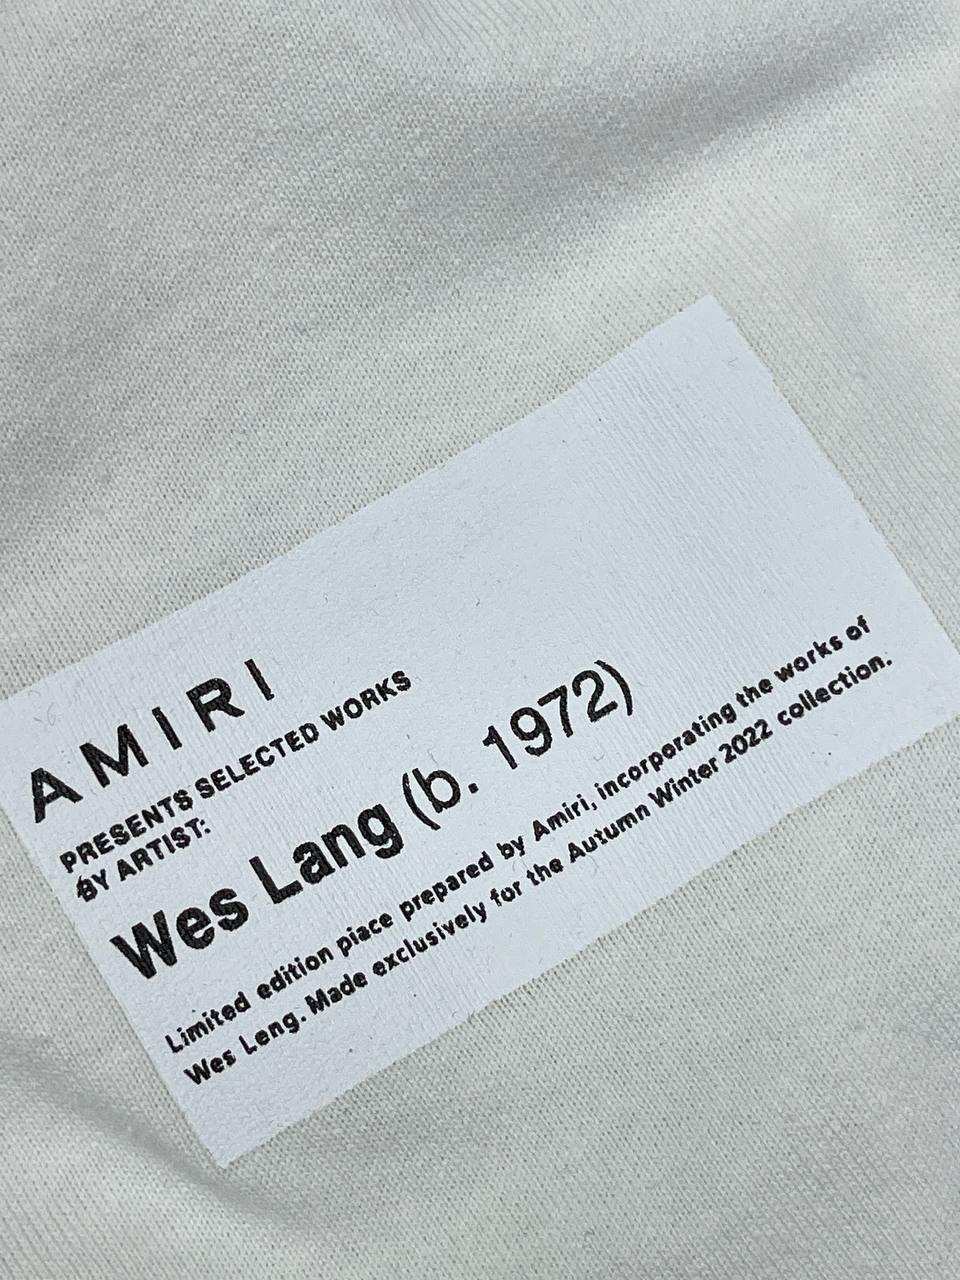 AMIRI
PRESENTS SELECTED WORKS
BY ARTIST:
Wes Lang (b. 1972)
Limited edition piace prepared by Amiri, incorporating the works of
Wes Leng. Made exclusively for the Autumn Winter 2022 collection.